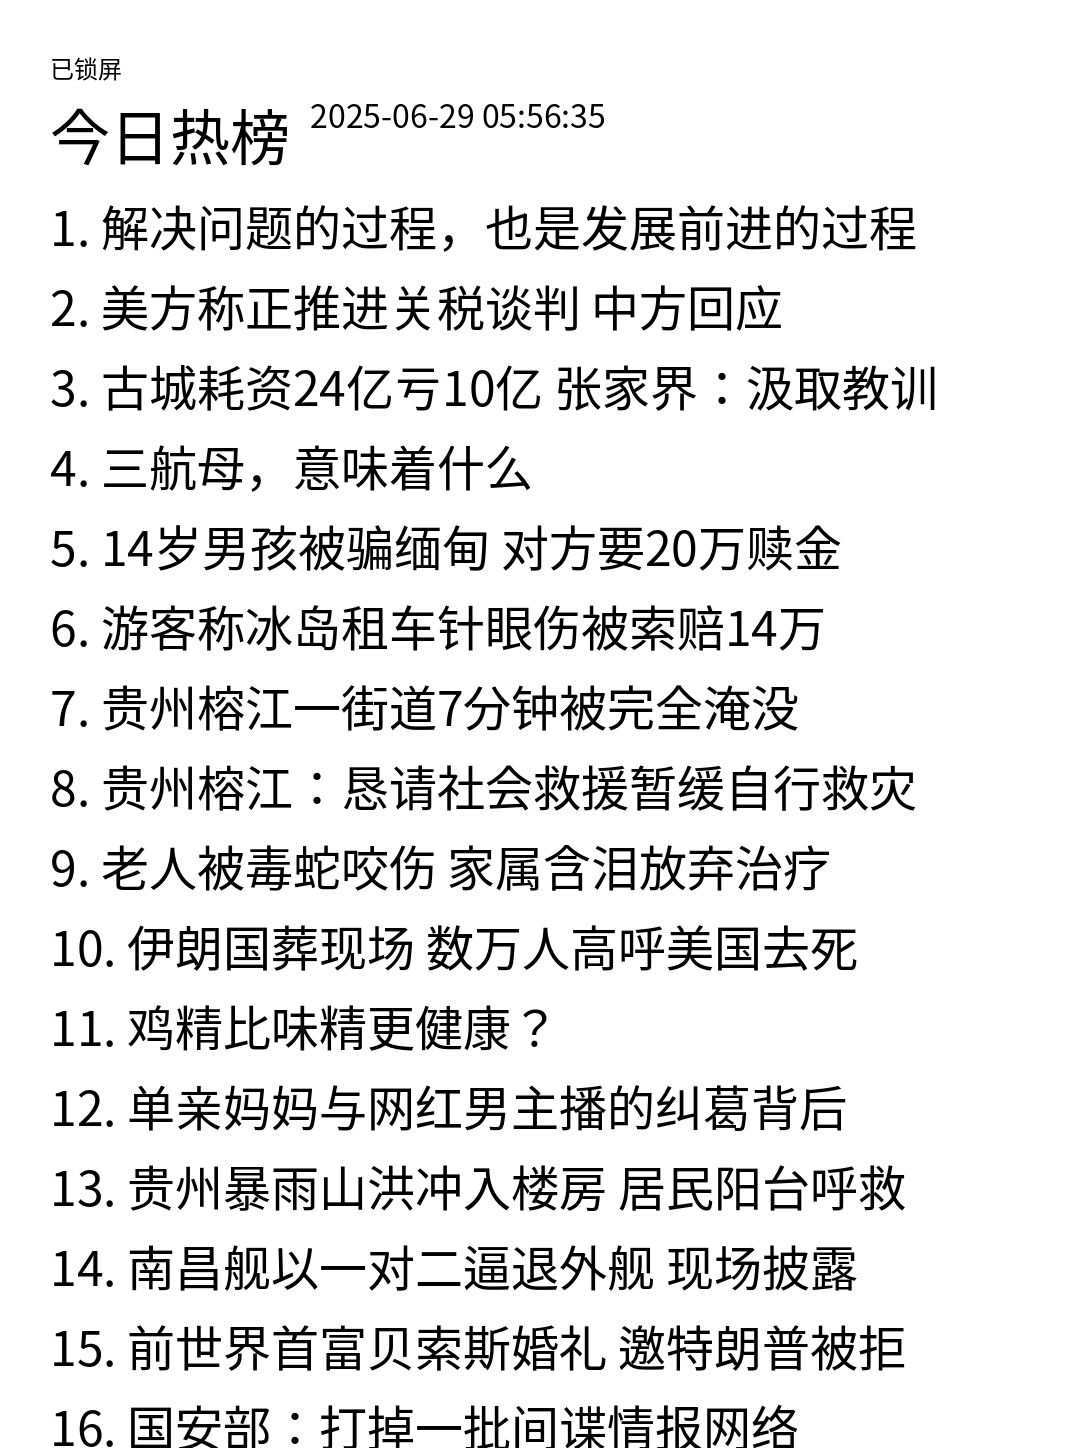 已锁屏
今日热榜 2025-06-29 05:56:35
1. 解决问题的过程，也是发展前进的过程
2. 美方称正推进关税谈判 中方回应
3. 古城耗资24亿亏10亿 张家界：汲取教训
4. 三航母，意味着什么
5. 14岁男孩被骗缅甸 对方要20万赎金
6. 游客称冰岛租车针眼伤被索赔14万
7. 贵州榕江一街道7分钟被完全淹没
8. 贵州榕江：恳请社会救援暂缓自行救灾
9. 老人被毒蛇咬伤 家属含泪放弃治疗
10. 伊朗国葬现场 数万人高呼美国去死
11. 鸡精比味精更健康？
12. 单亲妈妈与网红男主播的纠葛背后
13. 贵州暴雨山洪冲入楼房 居民阳台呼救
14. 南昌舰以一对二逼退外舰 现场披露
15. 前世界首富贝索斯婚礼 邀特朗普被拒
16. 国安部：打掉一批间谍情报网络